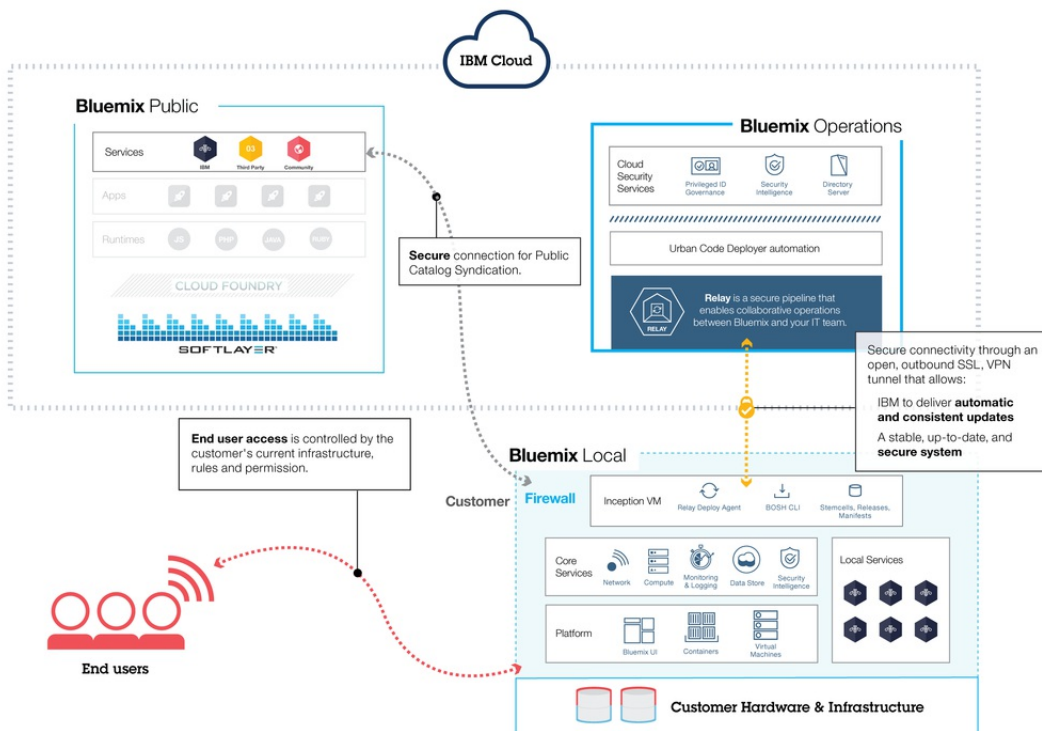 IBM Cloud
Bluemix Public
Services
IBM
03
Third Party
Community
Apps
Runtimes
JS
PHP
JAVA
RUBY
CLOUD FOUNDRY
SOFTLAYER
Secure connection for Public
Catalog Syndication.
Bluemix Operations
Cloud
Security
Services
Privileged ID
Governance
Security
Intelligence
Directory
Server
Urban Code Deployer automation
RELAY
Relay is a secure pipeline that
enables collaborative operations
between Bluemix and your IT team.
Secure connectivity through an
open, outbound SSL, VPN
tunnel that allows:
IBM to deliver automatic
and consistent updates
A stable, up-to-date, and
secure system
End user access is controlled by the
customer's current infrastructure,
rules and permission.
Bluemix Local
Customer
Firewall
Inception VM
Relay Deploy Agent
BOSH CLI
Stemcells, Releases,
Manifests
Core
Services
Network
Compute
Monitoring
& Logging
Data Store
Security
Intelligence
Local Services
Platform
Bluemix UI
Containers
Virtual
Machines
End users
Customer Hardware & Infrastructure